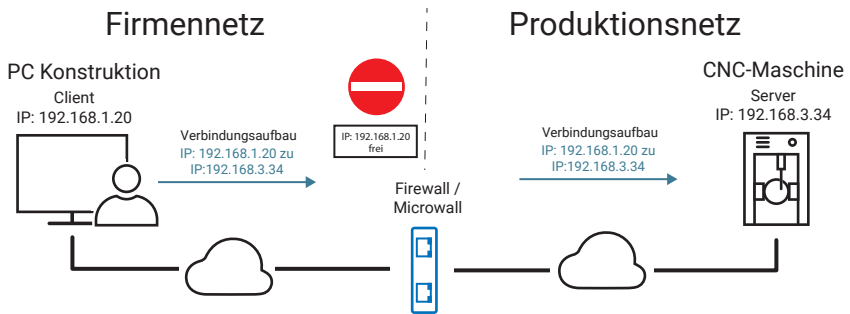 Firmennetz
Produktionsnetz
PC Konstruktion
Client
IP: 192.168.1.20
Verbindungsaufbau
IP: 192.168.1.20 zu
IP:192.168.3.34
IP: 192.168.1.20
frei
Firewall /
Microwall
Verbindungsaufbau
IP: 192.168.1.20 zu
IP:192.168.3.34
CNC-Maschine
Server
IP: 192.168.3.34